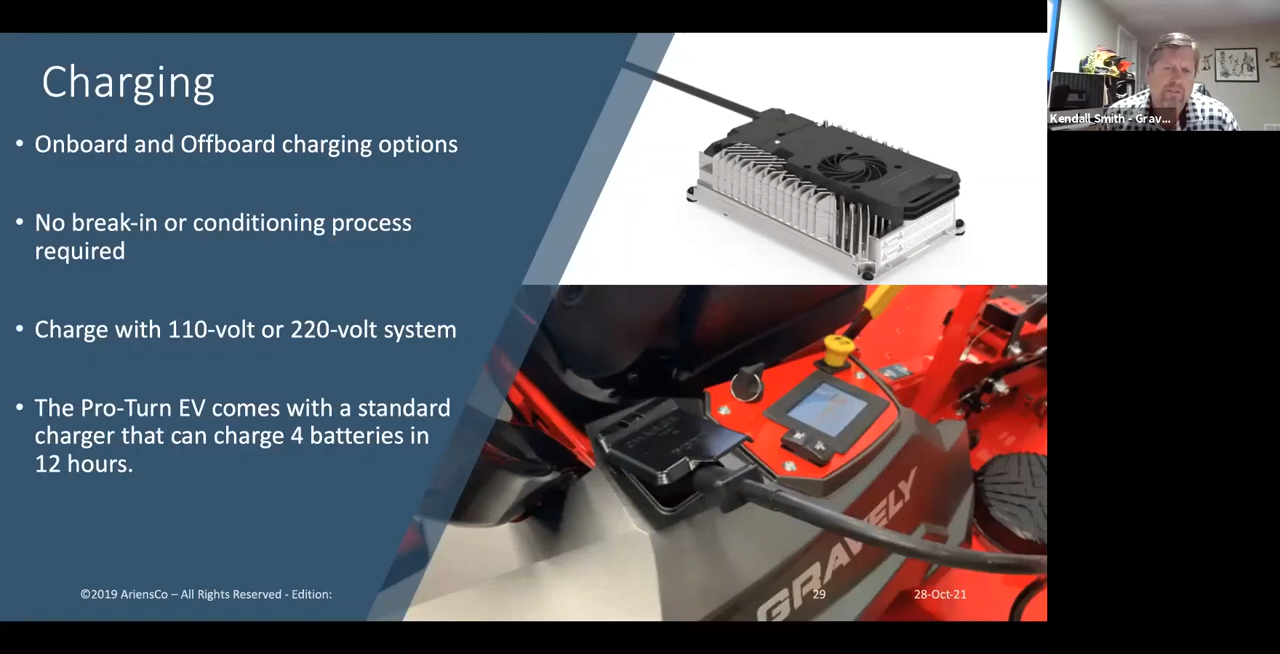 Charging
• Onboard and Offboard charging options
• No break-in or conditioning process
required
• Charge with 110-volt or 220-volt system
• The Pro-Turn EV comes with a standard
charger that can charge 4 batteries in
12 hours.
GRAVELY
©2019 AriensCo – All Rights Reserved - Edition:
29
28-Oct-21
Kendall Smith - Grav...